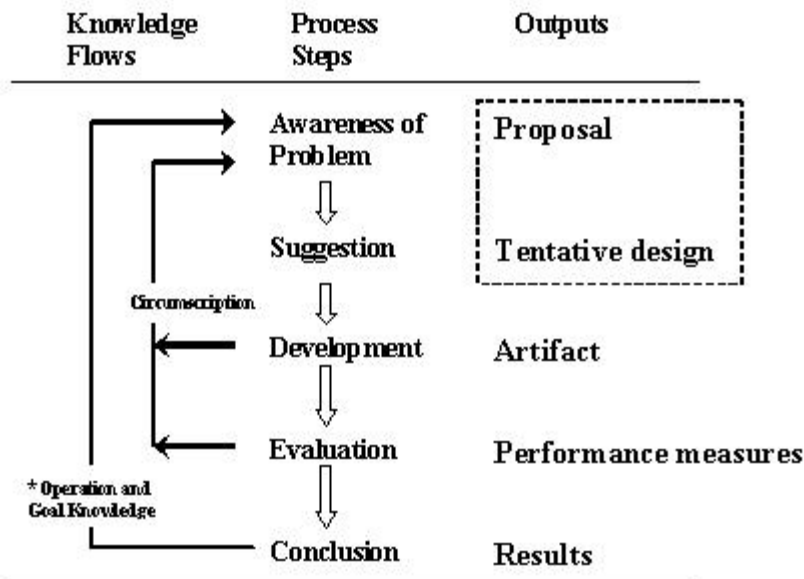 Knowledge Flows
Process Steps
Outputs
Awareness of Problem
Proposal
Suggestion
Tentative design
Circumscription
Development
Artifact
Evaluation
Performance measures
* Operation and
Goal Knowledge
Conclusion
Results